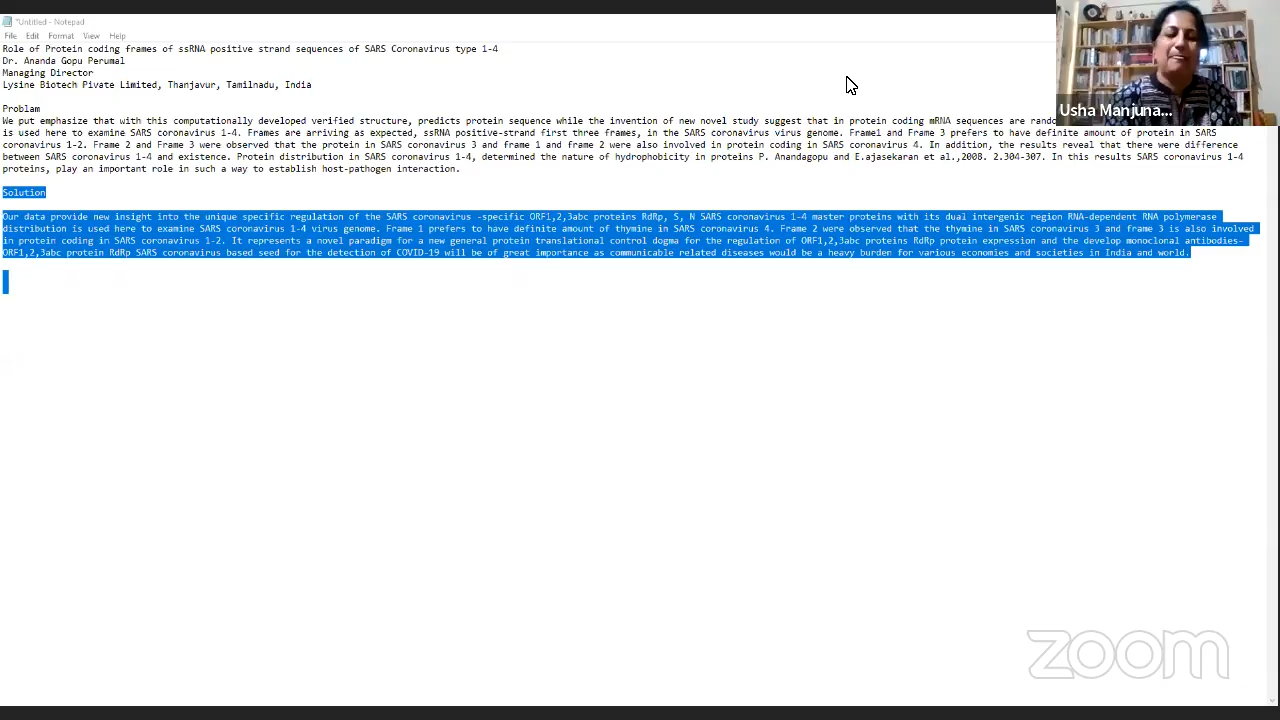 *Untitled - Notepad
File Edit Format View Help
Role of Protein coding frames of ssRNA positive strand sequences of SARS Coronavirus type 1-4
Dr. Ananda Gopu Perumal
Managing Director
Lysine Biotech Pivate Limited, Thanjavur, Tamilnadu, India
Problam
We put emphasize that with this computationally developed verified structure, predicts protein sequence while the invention of new novel study suggest that in protein coding mRNA sequences are
is used here to examine SARS coronavirus 1-4. Frames are arriving as expected, ssRNA positive-strand first three frames, in the SARS coronavirus virus genome. Frame1 and Frame 3 prefers to have definite amount of protein in SARS
coronavirus 1-2. Frame 2 and Frame 3 were observed that the protein in SARS coronavirus 3 and frame 1 and frame 2 were also involved in protein coding in SARS coronavirus 4. In addition, the results reveal that there were difference
between SARS coronavirus 1-4 and existence. Protein distribution in SARS coronavirus 1-4, determined the nature of hydrophobicity in proteins P. Anandagopu and E.ajasekaran et al.,2008. 2.304-307. In this results SARS coronavirus 1-4
proteins, play an important role in such a way to establish host-pathogen interaction.
Solution
Our data provide new insight into the unique specific regulation of the SARS coronavirus -specific ORF1,2,3abc proteins RdRp, S, N SARS coronavirus 1-4 master proteins with its dual intergenic region RNA-dependent RNA polymerase
distribution is used here to examine SARS coronavirus 1-4 virus genome. Frame 1 prefers to have definite amount of thymine in SARS coronavirus 4. Frame 2 were observed that the thymine in SARS coronavirus 3 and frame 3 is also involved
in protein coding in SARS coronavirus 1-2. It represents a novel paradigm for a new general protein translational control dogma for the regulation of ORF1,2,3abc proteins RdRp protein expression and the develop monoclonal antibodies-
ORF1,2,3abc protein RdRp SARS coronavirus based seed for the detection of COVID-19 will be of great importance as communicable related diseases would be a heavy burden for various economies and societies in India and world.
Usha Manjuna...
zoom